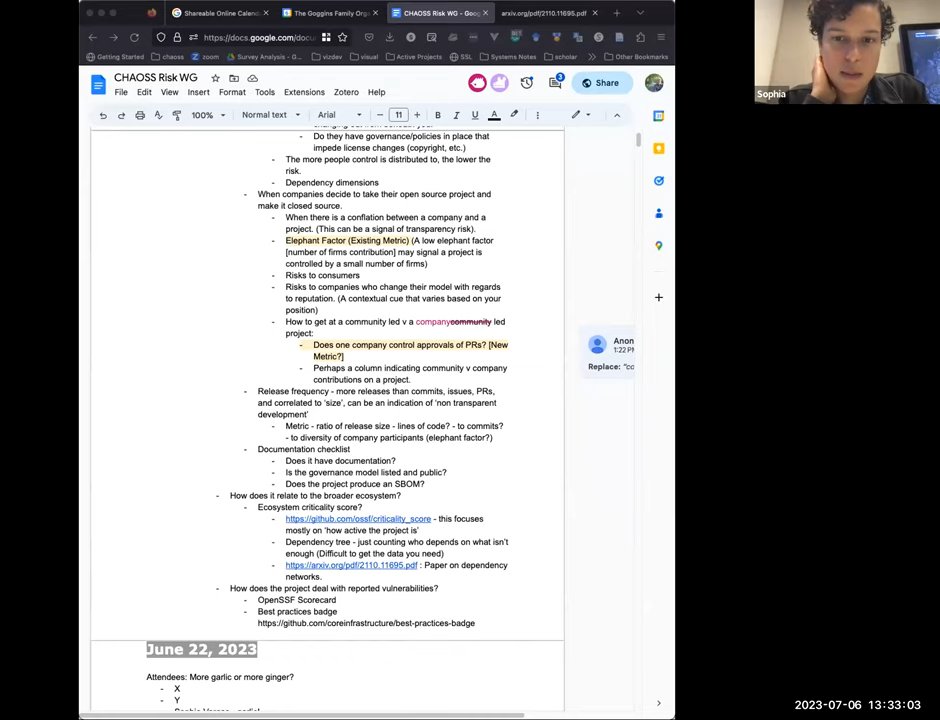 Shareable Online Calend
The Goggins Family Orga
CHAOSS Risk WG - Goog
arxiv.org/pdf/2110.11695.pdf
https://docs.google.com/docu
Getting Started
chaoss
zoom
Survey Analysis - G
vizdev
visual
Active Projects
SSL
Systems Notes
scholar
Other Bookmarks
CHAOSS Risk WG
File Edit View Insert Format Tools Extensions Zotero Help
3
Share
100%
Normal text
Arial
11
B I U A
- Do they have governance/policies in place that
impede license changes (copyright, etc.)
- The more people control is distributed to, the lower the
risk.
- Dependency dimensions
- When companies decide to take their open source project and
make it closed source.
- When there is a conflation between a company and a
project. (This can be a signal of transparency risk).
- Elephant Factor (Existing Metric) (A low elephant factor
[number of firms contribution] may signal a project is
controlled by a small number of firms)
- Risks to consumers
- Risks to companies who change their model with regards
to reputation. (A contextual cue that varies based on your
position)
- How to get at a community led v a companycommunity led
project:
- Does one company control approvals of PRs? [New
Metric?]
- Perhaps a column indicating community v company
contributions on a project.
- Release frequency - more releases than commits, issues, PRs,
and correlated to ‘size’, can be an indication of ‘non transparent
development’
- Metric - ratio of release size - lines of code? - to commits?
- to diversity of company participants (elephant factor?)
- Documentation checklist
- Does it have documentation?
- Is the governance model listed and public?
- Does the project produce an SBOM?
- How does it relate to the broader ecosystem?
- Ecosystem criticality score?
- https://github.com/ossf/criticality_score - this focuses
mostly on ‘how active the project is’
- Dependency tree - just counting who depends on what isn’t
enough (Difficult to get the data you need)
- https://arxiv.org/pdf/2110.11695.pdf : Paper on dependency
networks.
- How does the project deal with reported vulnerabilities?
- OpenSSF Scorecard
- Best practices badge
https://github.com/coreinfrastructure/best-practices-badge
June 22, 2023
Attendees: More garlic or more ginger?
- X
- Y
Anon
1:22 PM
Replace: “co
Sophia
2023-07-06 13:33:03